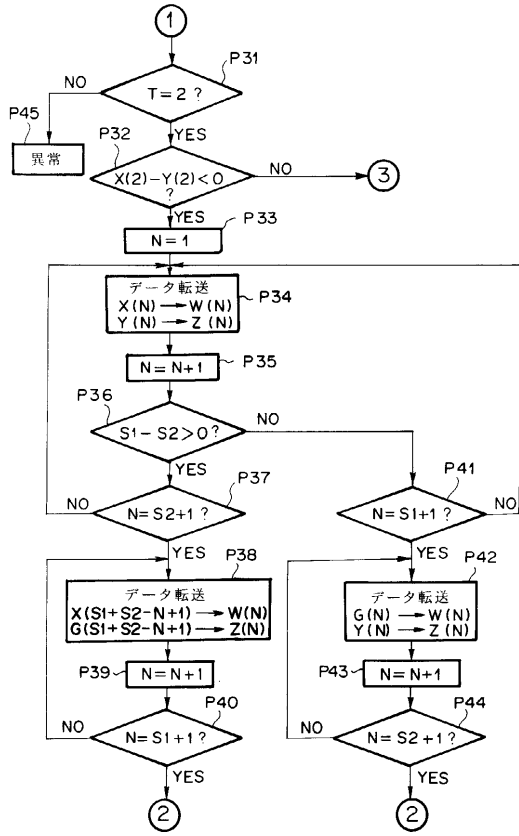 1
P31
T=2 ?
NO
YES
P45
異常
P32
X(2)-Y(2)<0
?
NO
3
YES
P33
N=1
P34
データ転送
X(N)→W(N)
Y(N)→Z(N)
P35
N=N+1
P36
S1-S2>0?
NO
YES
P37
N=S2+1?
NO
YES
P41
N=S1+1?
NO
YES
P38
データ転送
X(S1+S2-N+1)→W(N)
G(S1+S2-N+1)→Z(N)
P42
データ転送
G(N)→W(N)
Y(N)→Z(N)
P39
N=N+1
P43
N=N+1
P40
N=S1+1?
NO
YES
P44
N=S2+1?
NO
YES
2
2